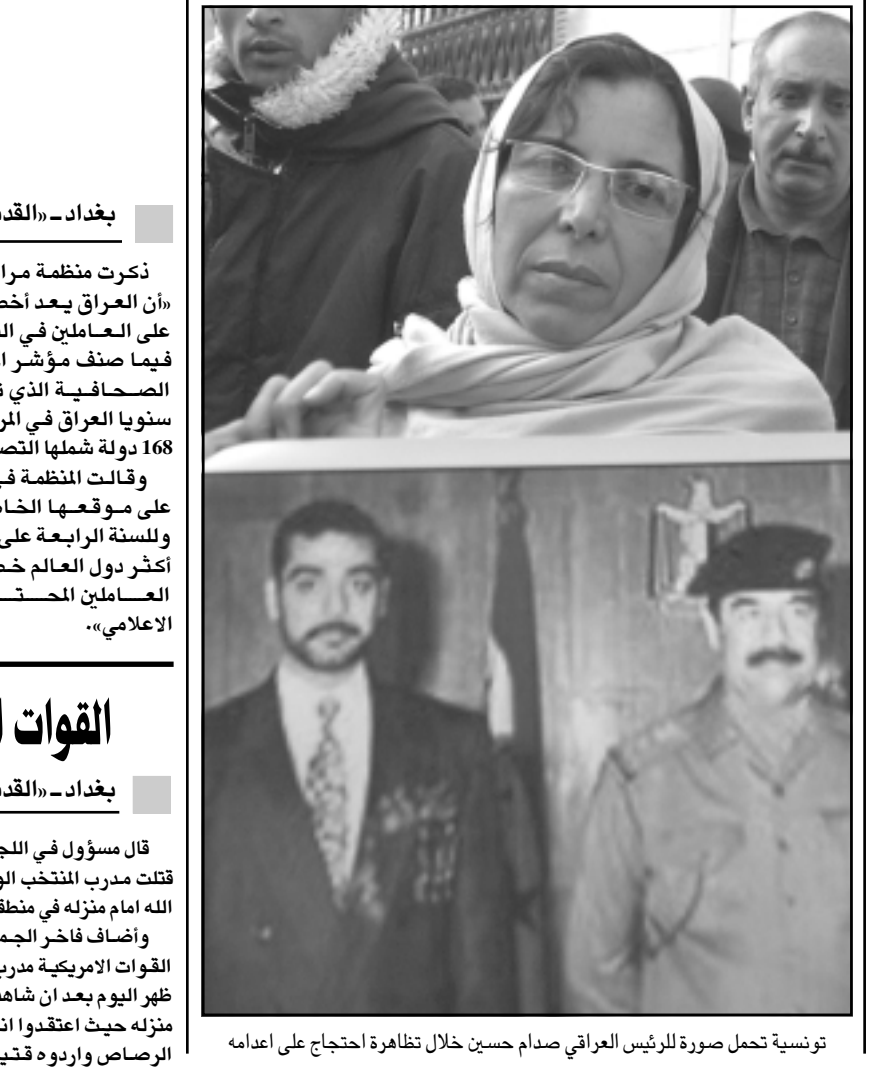 بغداد ـ «القد
ذكرت منظمة مرا
«أن العراق يعد أخط
على العاملين في ال
فيما صنف مؤشر ا
الصحافية الذي ت
سنويا العراق في المر
168 دولة شملها التص
وقالت المنظمة في
على موقعها الخا
وللسنة الرابعة على
أكثر دول العالم خط
العاملين المحت
الاعلامي».
القوات ا
بغداد ـ «القد
قال مسؤول في اللج
قتلت مدرب المنتخب الو
الله امام منزله في منطق
وأضاف فاخر الجم
القوات الامريكية مدرب
ظهر اليوم بعد ان شاهد
منزله حيث اعتقدوا ان
الرصاص واردوه قتي
تونسية تحمل صورة للرئيس العراقي صدام حسين خلال تظاهرة احتجاج على اعدامه